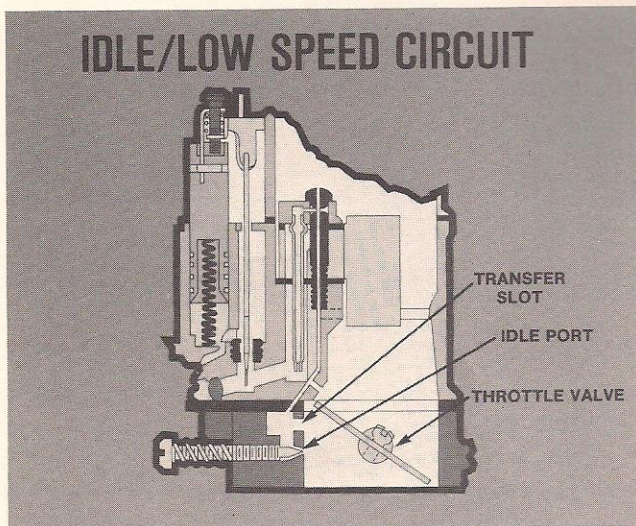 IDLE/LOW SPEED CIRCUIT
TRANSFER
SLOT
IDLE PORT
THROTTLE VALVE